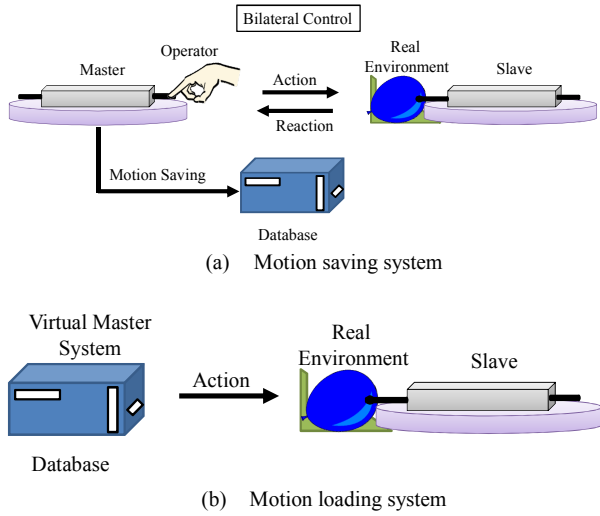 Bilateral Control
Operator
Master
Action
Reaction
Real
Environment
Slave
Motion Saving
Database
(a) Motion saving system
Virtual Master
System
Action
Real
Environment
Slave
Database
(b) Motion loading system